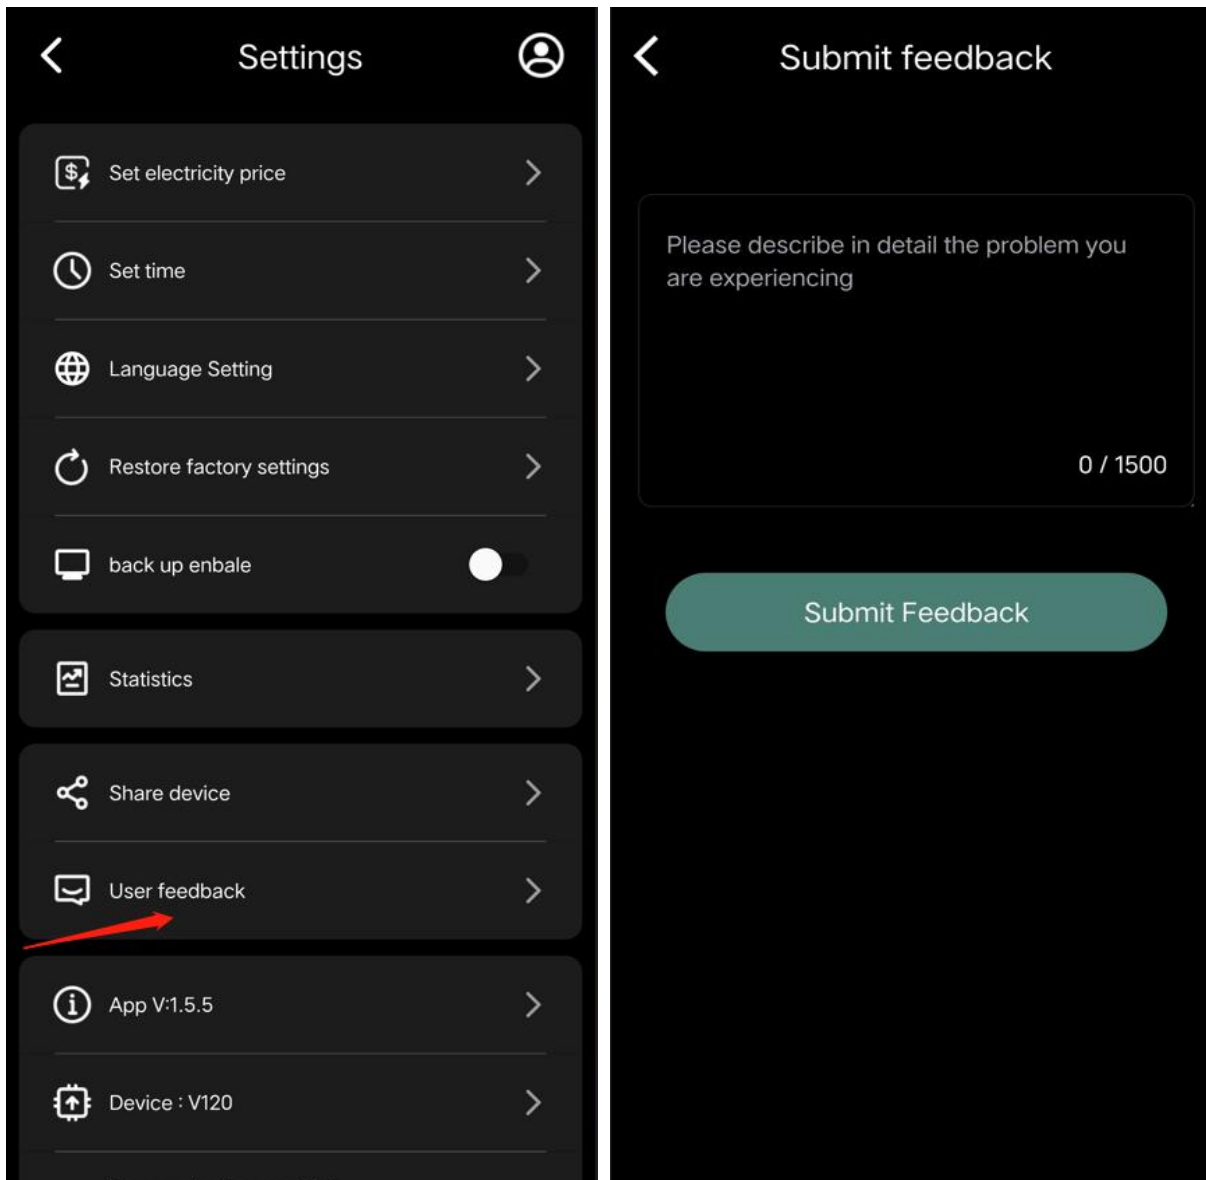 Settings
Set electricity price
Set time
Language Setting
Restore factory settings
back up enbale
Statistics
Share device
User feedback
App V:1.5.5
Device : V120
Submit feedback
Please describe in detail the problem you
are experiencing
0 / 1500
Submit Feedback